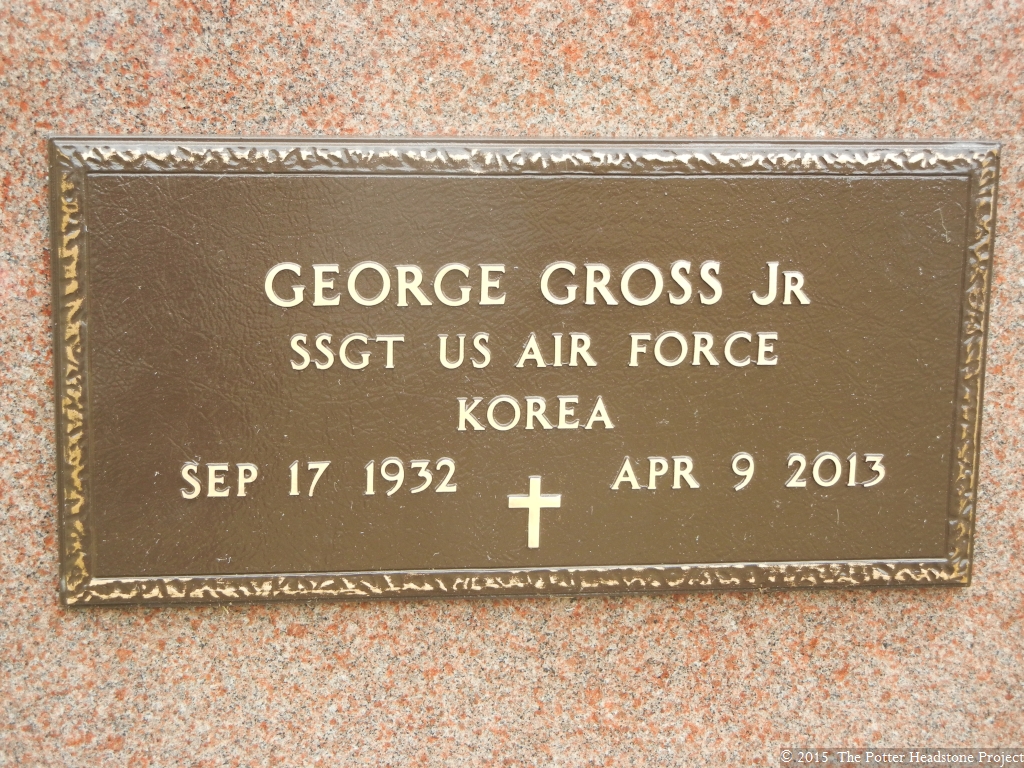 GEORGE GROSS JR
SSGT US AIR FORCE
KOREA
SEP 17 1932 APR 9 2013
© 2015 The Potter Headstone Project